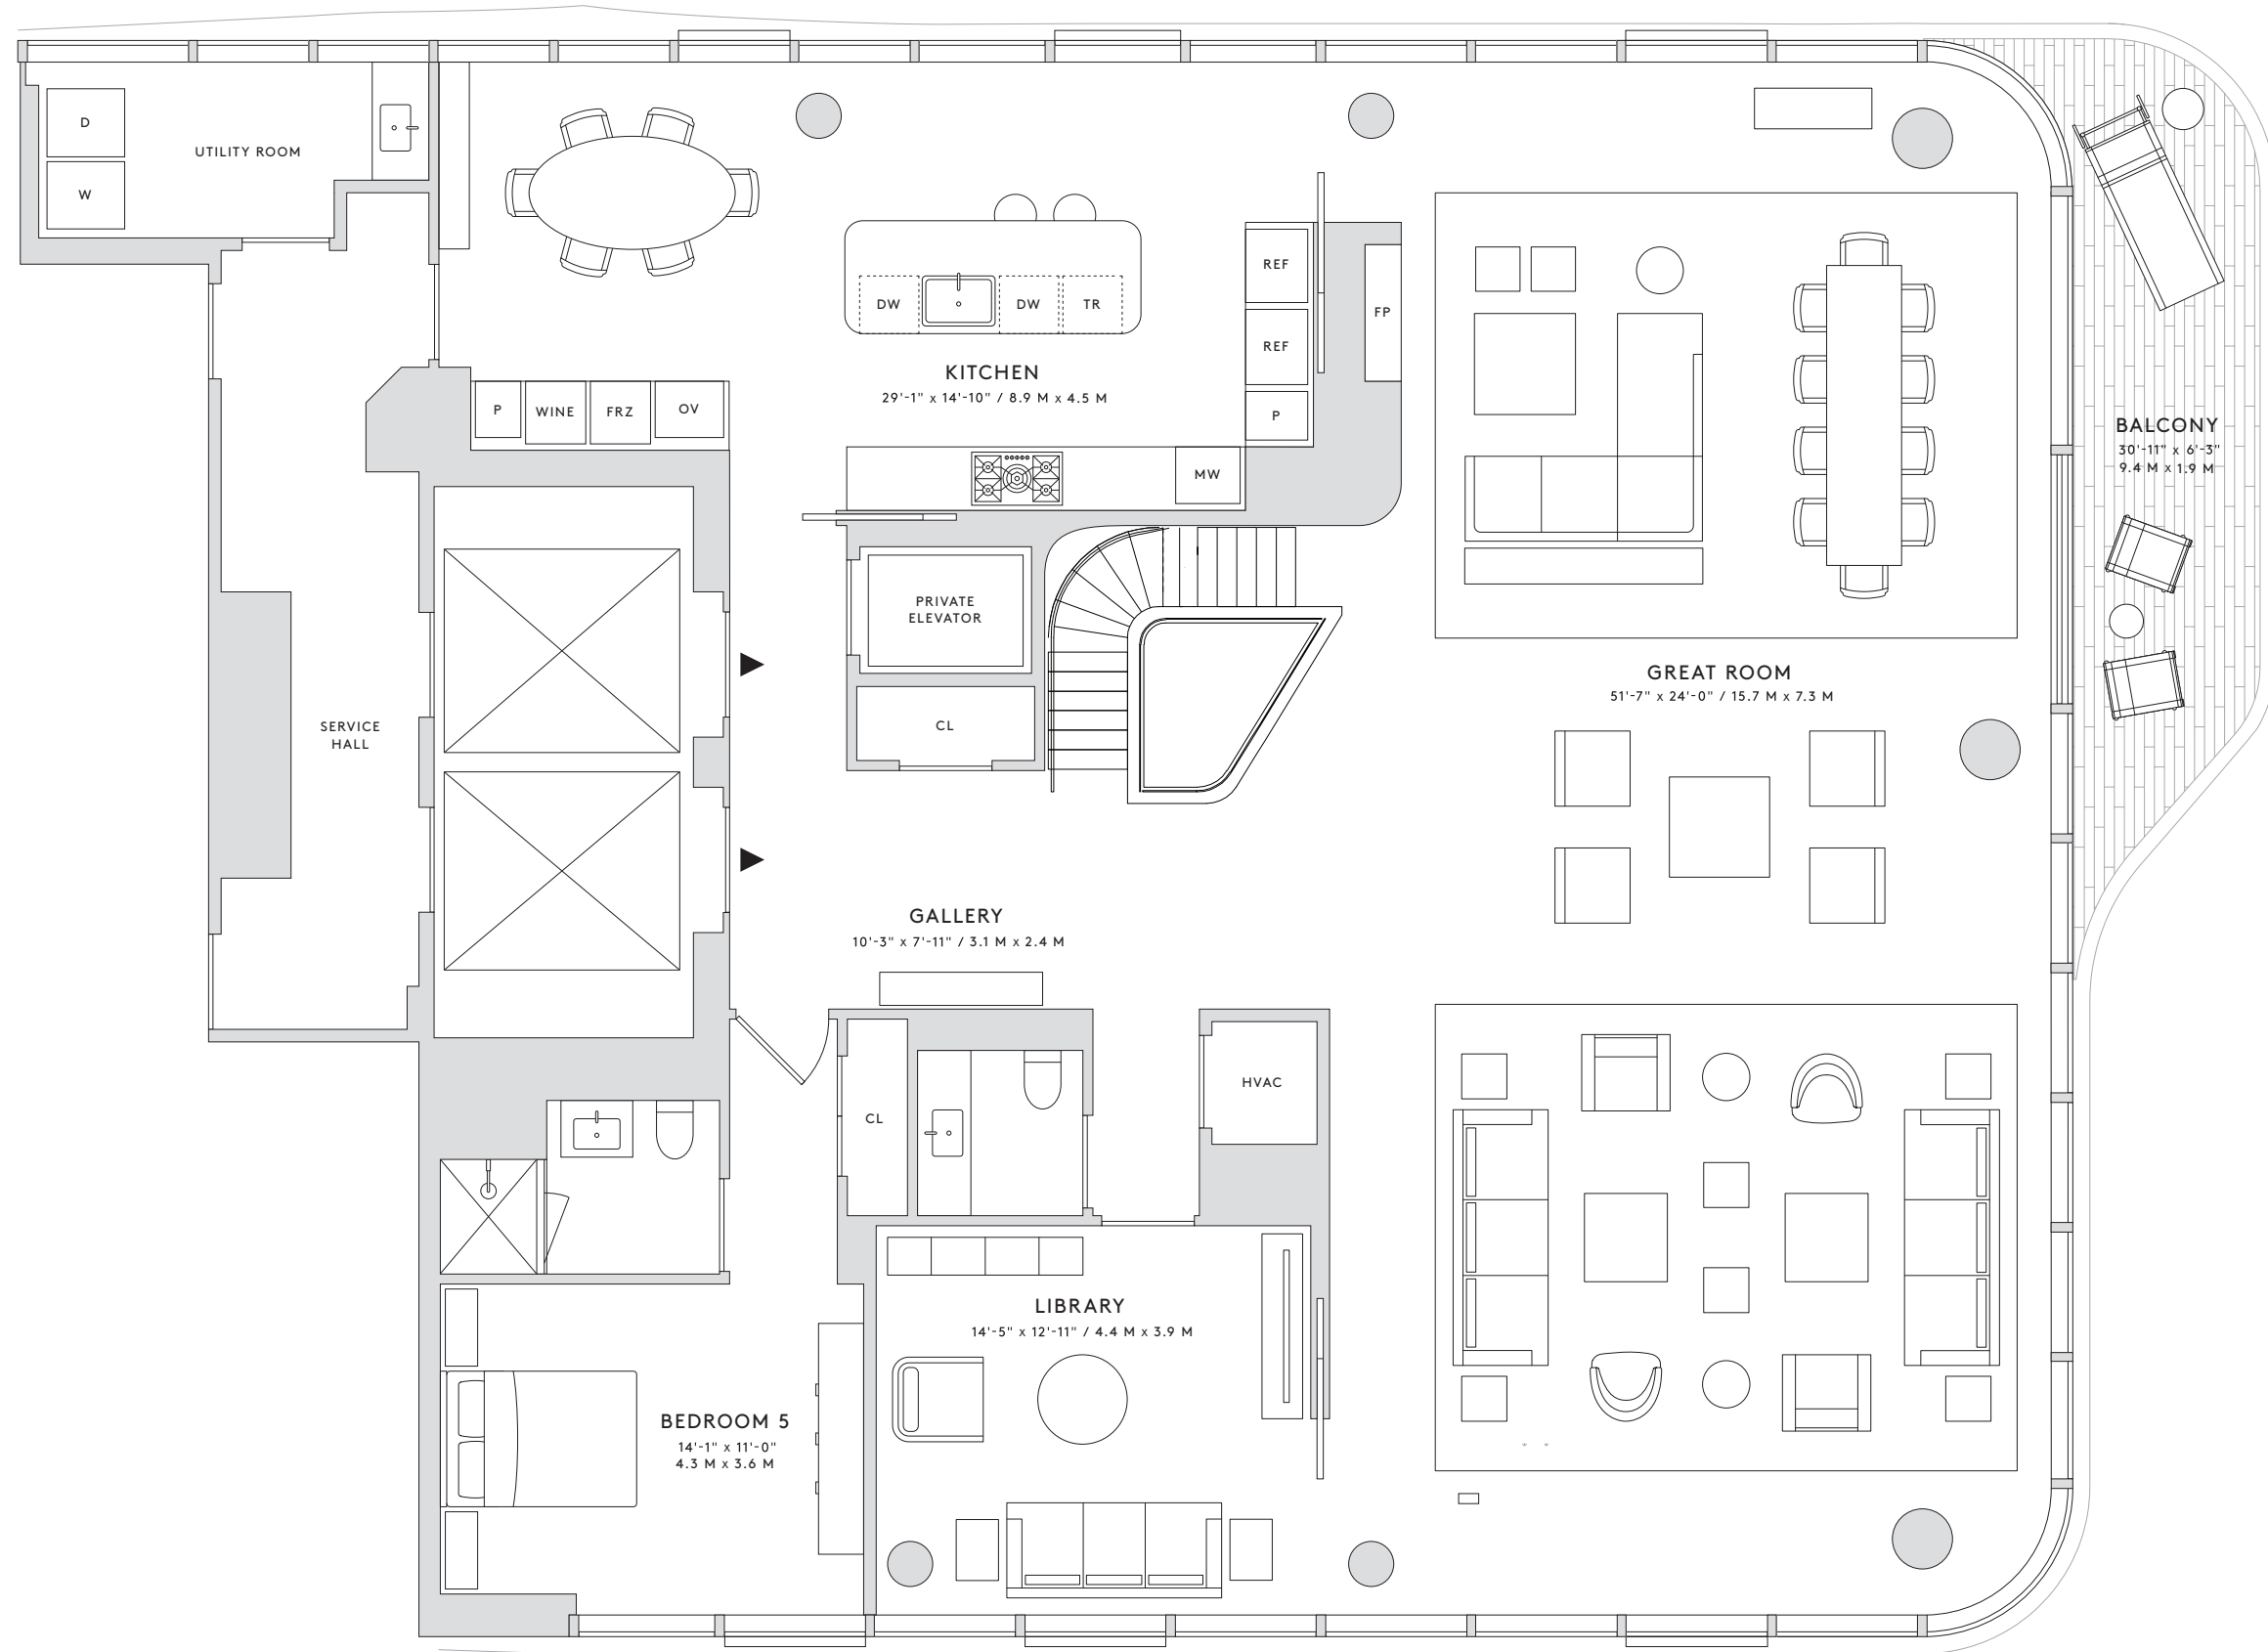 D
UTILITY ROOM
W
REF
DW
DW
TR
FP
REF
KITCHEN
29'-1" x 14'-10" / 8.9 M x 4.5 M
P
WINE
FRZ
OV
P
BALCONY
30'-11" x 6'-3"
9.4 M x 1.9 M
MW
PRIVATE
ELEVATOR
GREAT ROOM
51'-7" x 24'-0" / 15.7 M x 7.3 M
SERVICE
HALL
CL
GALLERY
10'-3" x 7'-11" / 3.1 M x 2.4 M
HVAC
CL
LIBRARY
14'-5" x 12'-11" / 4.4 M x 3.9 M
BEDROOM 5
14'-1" x 11'-0"
4.3 M x 3.6 M